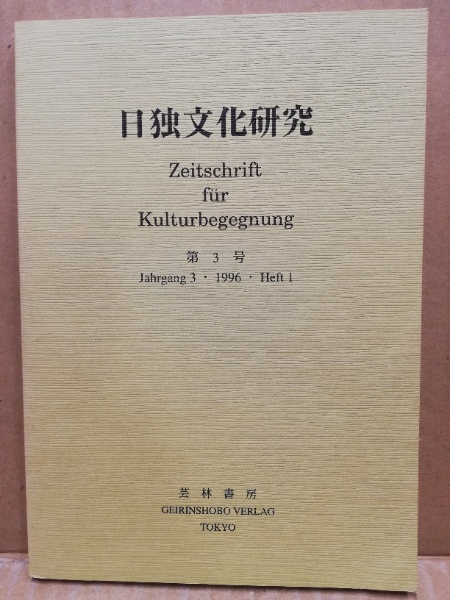 日独文化研究
Zeitschrift
für
Kulturbegegnung
第 3 号
Jahrgang 3 · 1996 · Heft 1
芸林書房
GEIRINSHOBO VERLAG
TOKYO